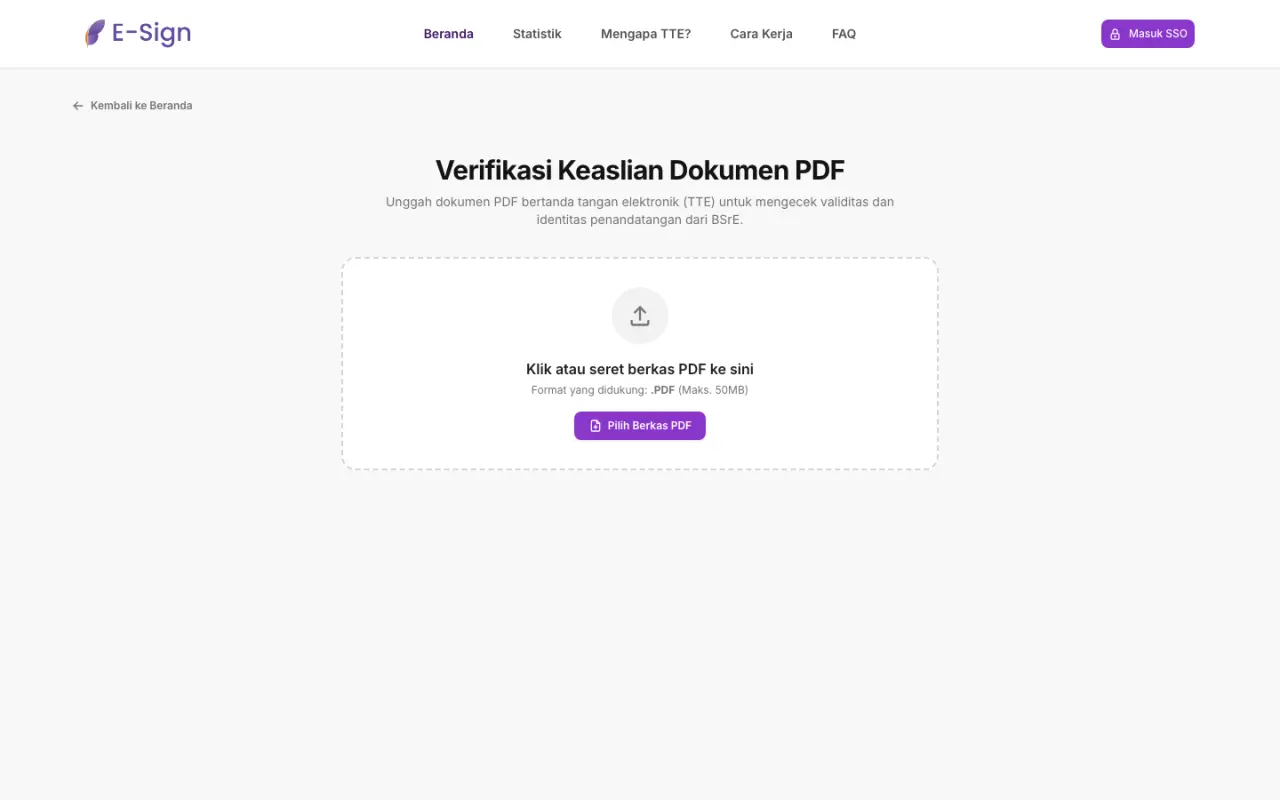 E-Sign
Beranda
Statistik
Mengapa TTE?
Cara Kerja
FAQ
Masuk SSO
Kembali ke Beranda
Verifikasi Keaslian Dokumen PDF
Unggah dokumen PDF bertanda tangan elektronik (TTE) untuk mengecek validitas dan
identitas penandatangan dari BSrE.
Klik atau seret berkas PDF ke sini
Format yang didukung: .PDF (Maks. 50MB)
Pilih Berkas PDF